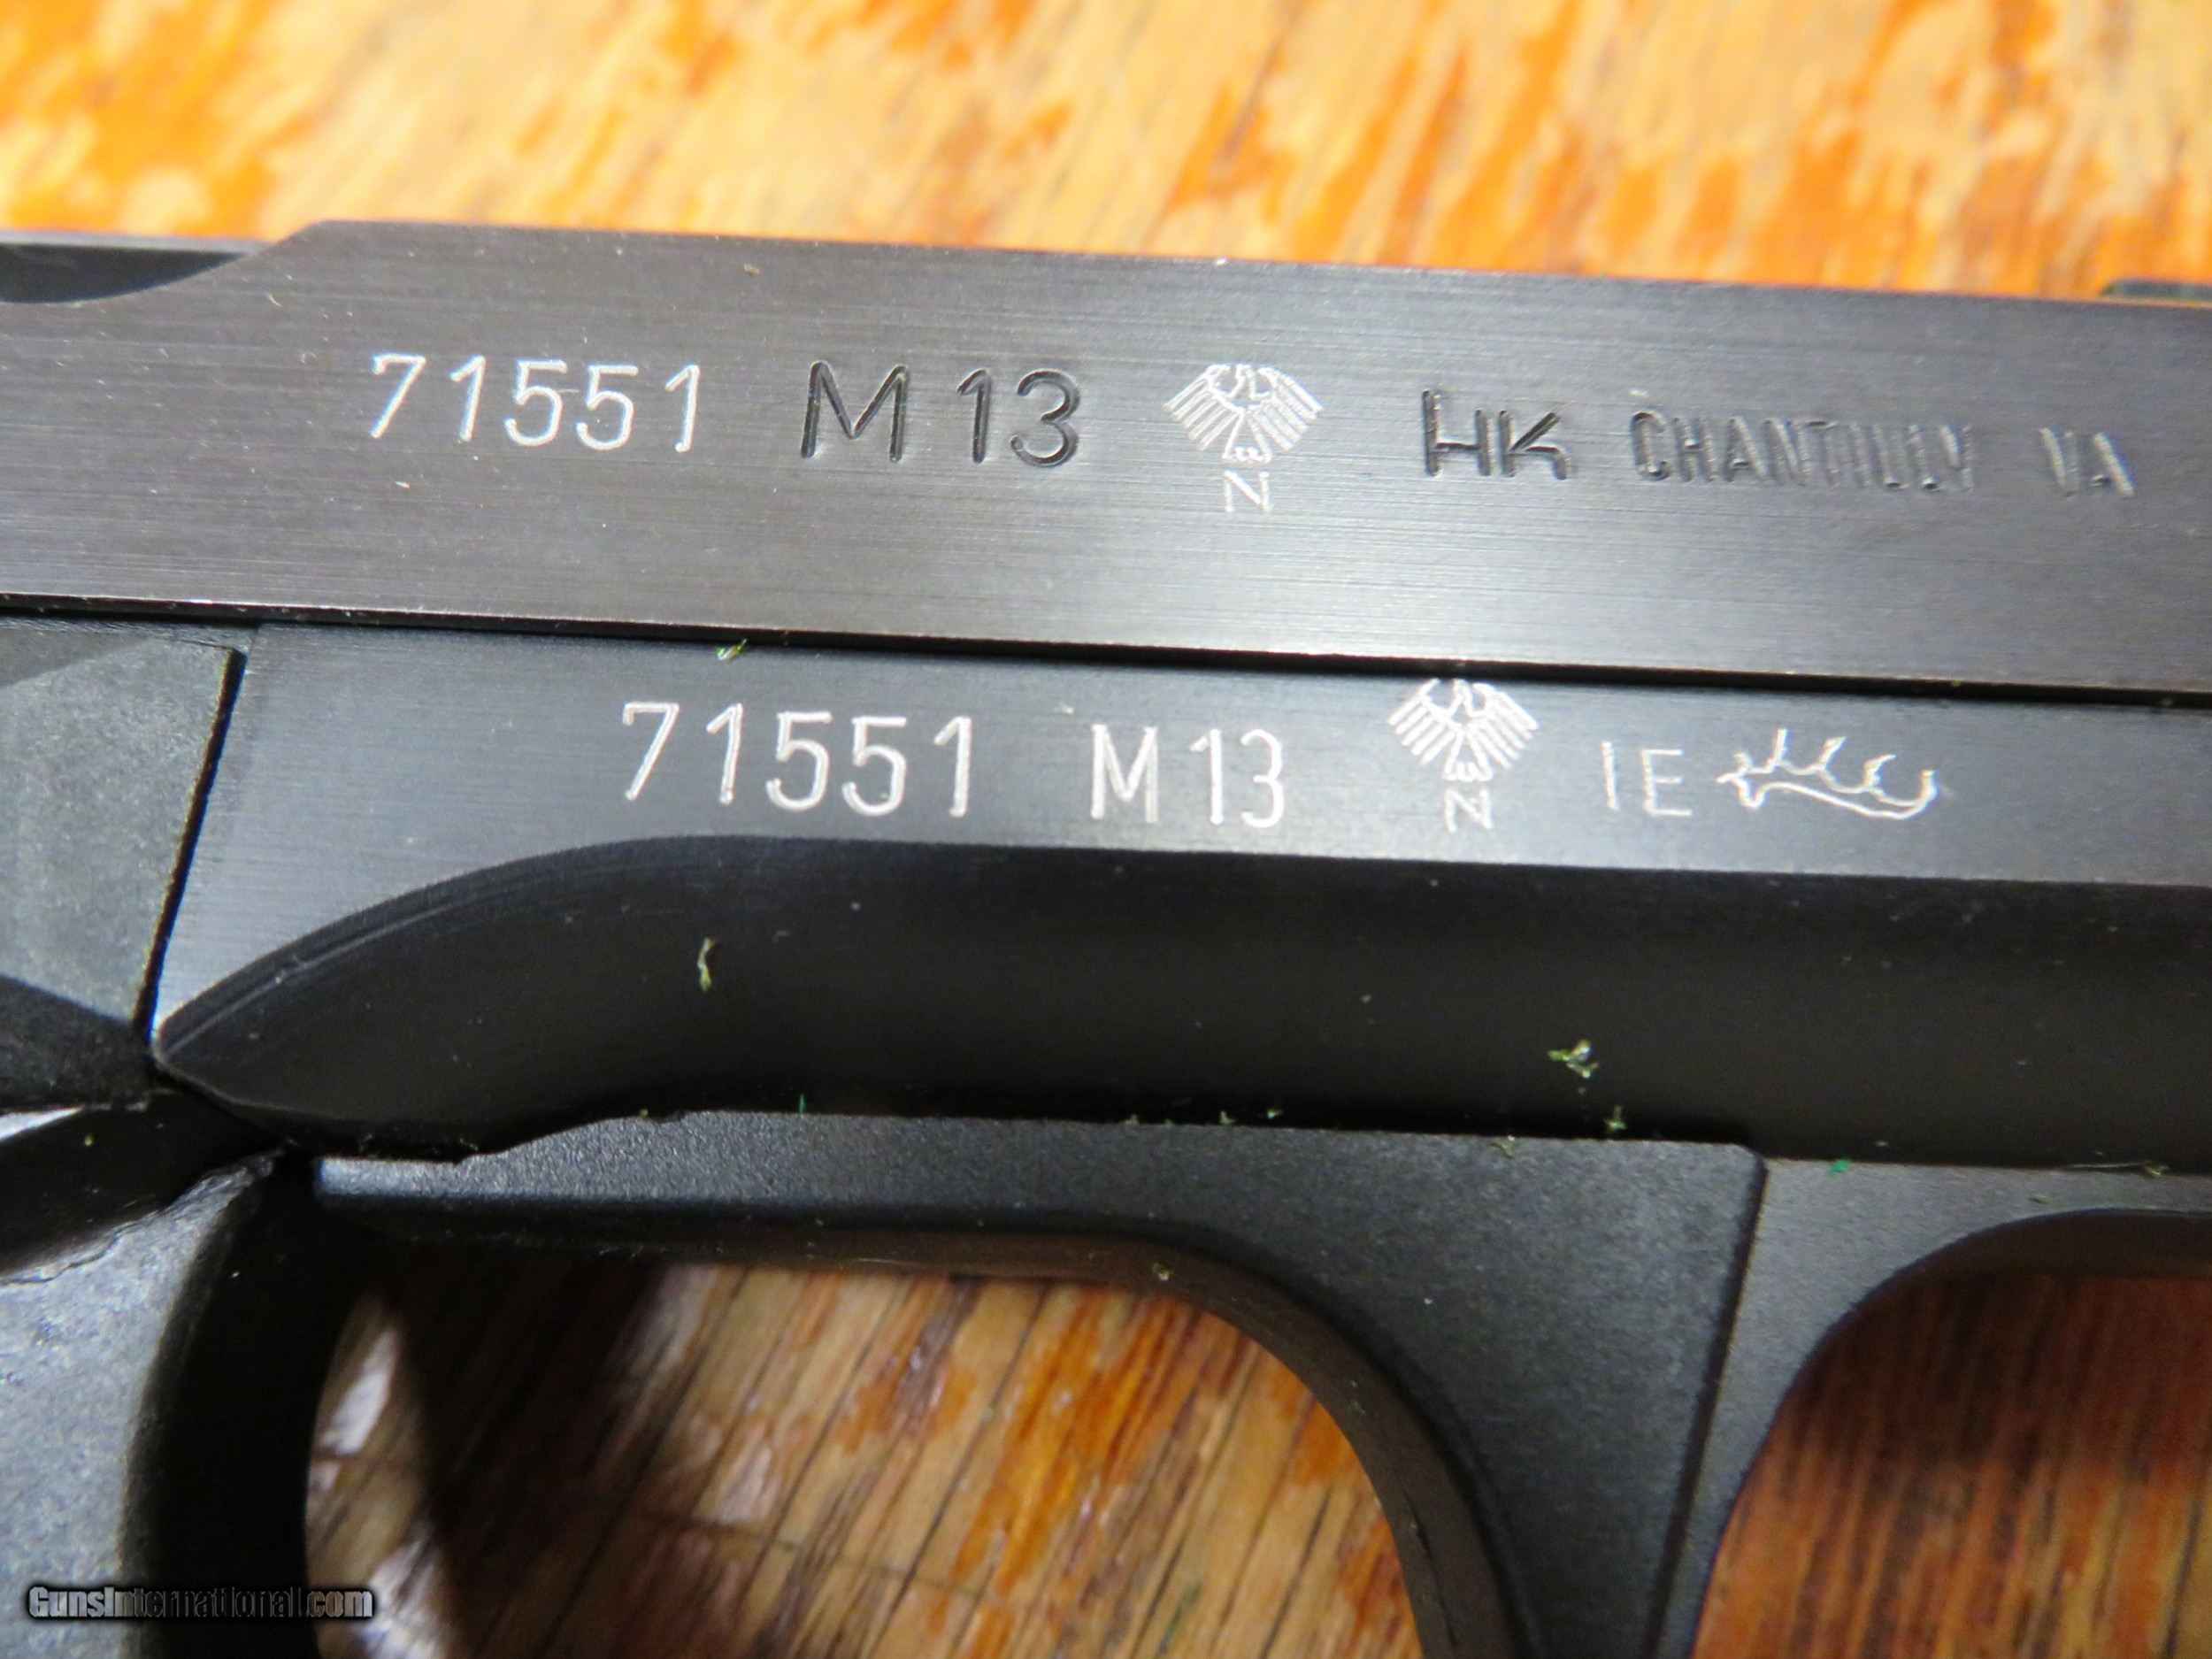 71551 M13 N HK CHANTILLY VA
71551 M13 N IE
GunsInternational.com